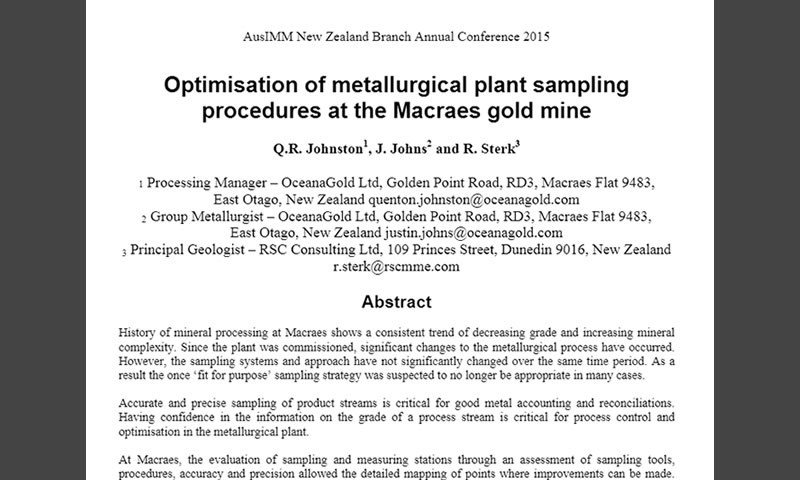 AusIMM New Zealand Branch Annual Conference 2015
Optimisation of metallurgical plant sampling
procedures at the Macraes gold mine
Q.R. Johnston1, J. Johns2 and R. Sterk3
1 Processing Manager – OceanaGold Ltd, Golden Point Road, RD3, Macraes Flat 9483,
East Otago, New Zealand quenton.johnston@oceanagold.com
2 Group Metallurgist – OceanaGold Ltd, Golden Point Road, RD3, Macraes Flat 9483,
East Otago, New Zealand justin.johns@oceanagold.com
3 Principal Geologist – RSC Consulting Ltd, 109 Princes Street, Dunedin 9016, New Zealand
r.sterk@rscmme.com
Abstract
History of mineral processing at Macraes shows a consistent trend of decreasing grade and increasing mineral
complexity. Since the plant was commissioned, significant changes to the metallurgical process have occurred.
However, the sampling systems and approach have not significantly changed over the same time period. As a
result the once ‘fit for purpose’ sampling strategy was suspected to no longer be appropriate in many cases.
Accurate and precise sampling of product streams is critical for good metal accounting and reconciliations.
Having confidence in the information on the grade of a process stream is critical for process control and
optimisation in the metallurgical plant.
At Macraes, the evaluation of sampling and measuring stations through an assessment of sampling tools,
procedures, accuracy and precision allowed the detailed mapping of points where improvements can be made.